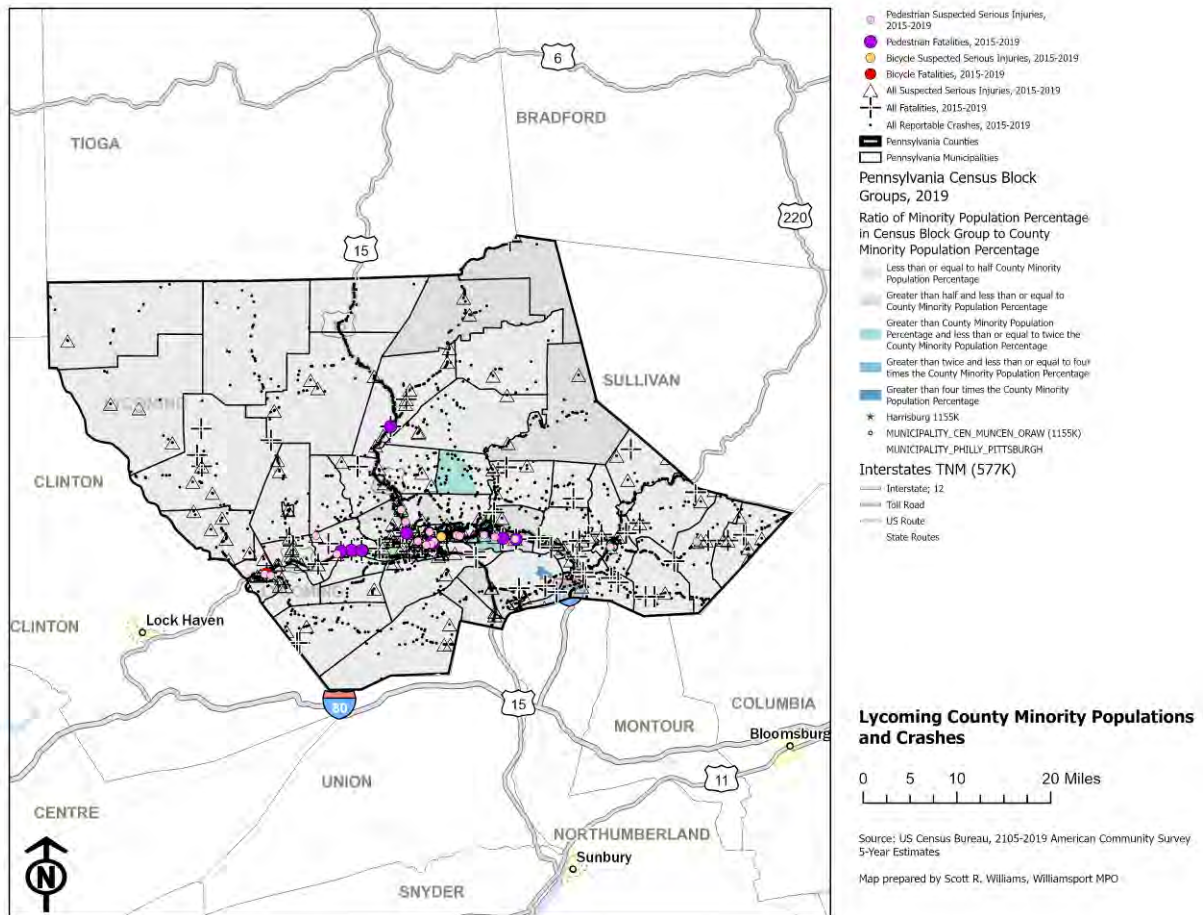 6
BRADFORD
TIOGA
220
15
SULLIVAN
CLINTON
Lock Haven
CLINTON
80
15
COLUMBIA
MONTOUR
Bloomsburg
UNION
11
CENTRE
NORTHUMBERLAND
Sunbury
SNYDER
N
Pedestrian Suspected Serious Injuries,
2015-2019
Pedestrian Fatalities, 2015-2019
Bicycle Suspected Serious Injuries, 2015-2019
Bicycle Fatalities, 2015-2019
All Suspected Serious Injuries, 2015-2019
All Fatalities, 2015-2019
All Reportable Crashes, 2015-2019
Pennsylvania Counties
Pennsylvania Municipalities
Pennsylvania Census Block
Groups, 2019
Ratio of Minority Population Percentage
in Census Block Group to County
Minority Population Percentage
Less than or equal to half County Minority
Population Percentage
Greater than half and less than or equal to
County Minority Population Percentage
Greater than County Minority Population
Percentage and less than or equal to twice the
County Minority Population Percentage
Greater than twice and less than or equal to four
times the County Minority Population Percentage
Greater than four times the County Minority
Population Percentage
Harrisburg 1155K
MUNICIPALITY_CEN_MUNCEN_ORAW (1155K)
MUNICIPALITY_PHILLY_PITTSBURGH
Interstates TNM (577K)
Interstate; 12
Toll Road
US Route
State Routes
Lycoming County Minority Populations
and Crashes
0 5 10 20 Miles
Source: US Census Bureau, 2105-2019 American Community Survey
5-Year Estimates
Map prepared by Scott R. Williams, Williamsport MPO